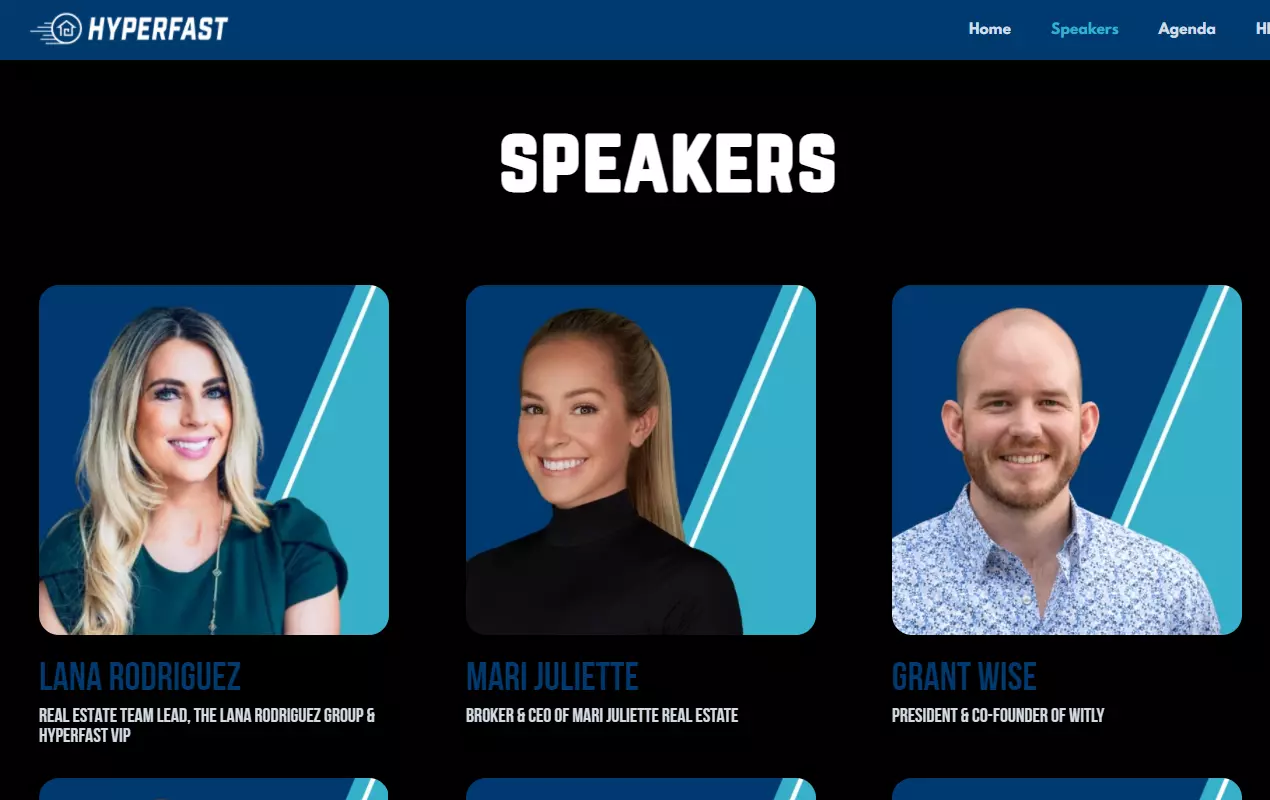 HYPERFAST
Home Speakers Agenda
SPEAKERS
LANA RODRIGUEZ
REAL ESTATE TEAM LEAD, THE LANA RODRIGUEZ GROUP &
HYPERFAST VIP
MARI JULIETTE
BROKER & CEO OF MARI JULIETTE REAL ESTATE
GRANT WISE
PRESIDENT & CO-FOUNDER OF WITLY